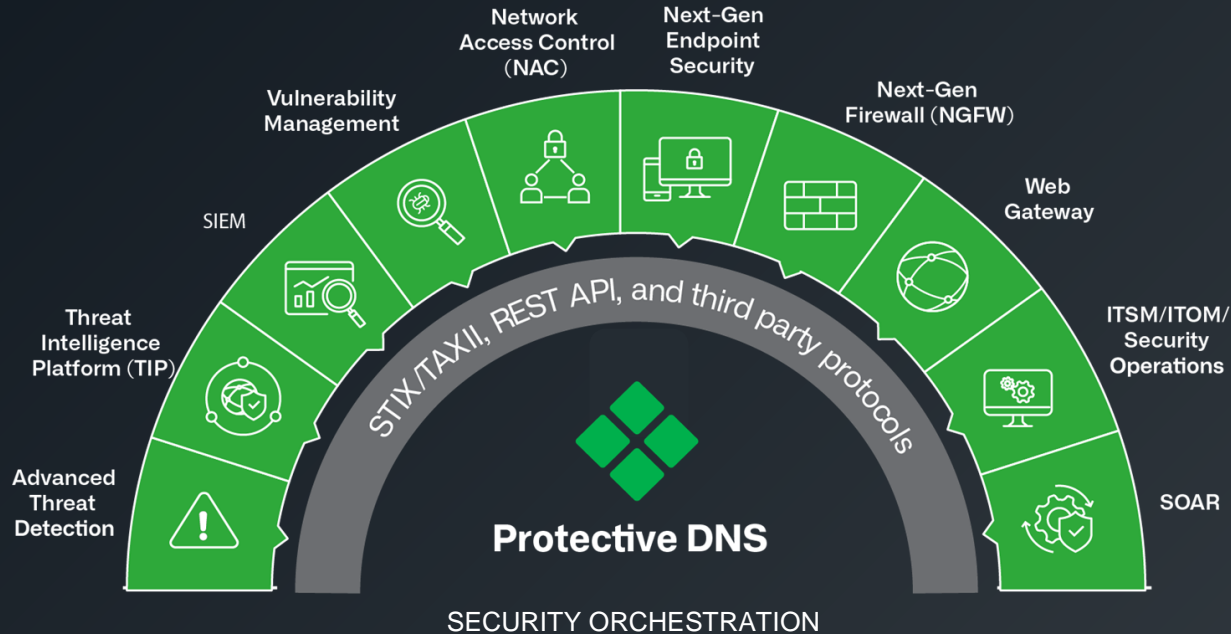 Advanced
Threat
Detection
Threat
Intelligence
Platform (TIP)
SIEM
Vulnerability
Management
Network
Access Control
(NAC)
Next-Gen
Endpoint
Security
Next-Gen
Firewall (NGFW)
Web
Gateway
ITSM/ITOM/
Security
Operations
SOAR
STIX/TAXII, REST API, and third party protocols
Protective DNS
SECURITY ORCHESTRATION